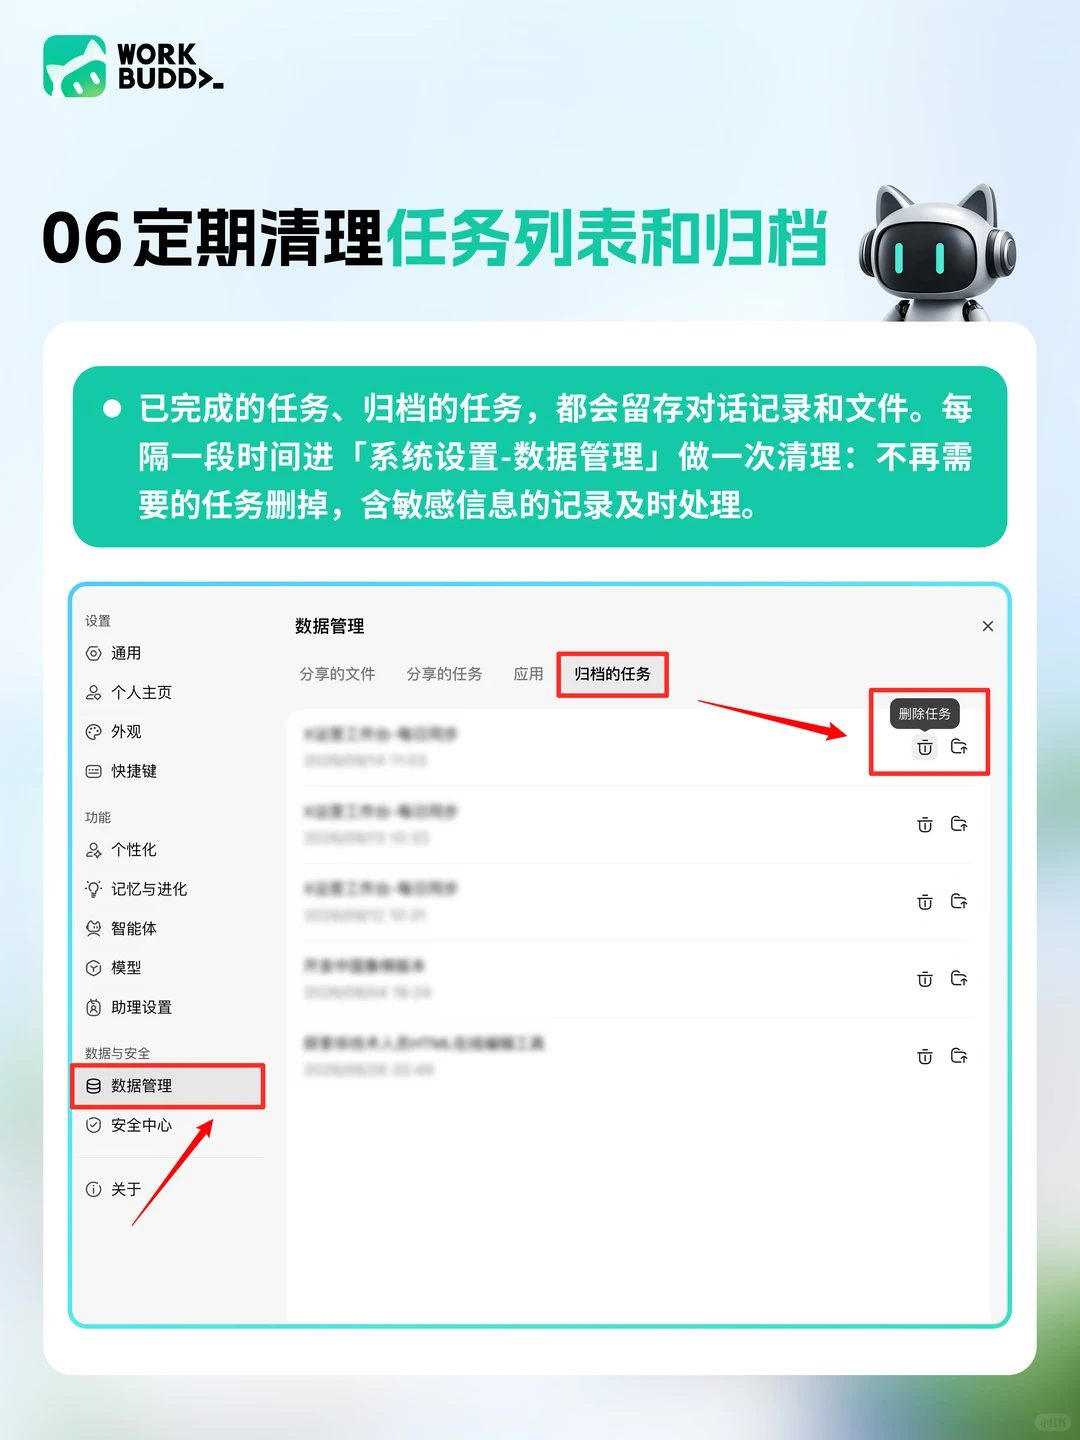 WORK
BUDD>_
06定期清理任务列表和归档
已完成的任务、归档的任务，都会留存对话记录和文件。每
隔一段时间进「系统设置-数据管理」做一次清理：不再需
要的任务删掉，含敏感信息的记录及时处理。
设置
通用
个人主页
外观
快捷键
功能
个性化
记忆与进化
智能体
模型
助理设置
数据与安全
数据管理
安全中心
关于
数据管理
分享的文件 分享的任务 应用 归档的任务
删除任务
小红书